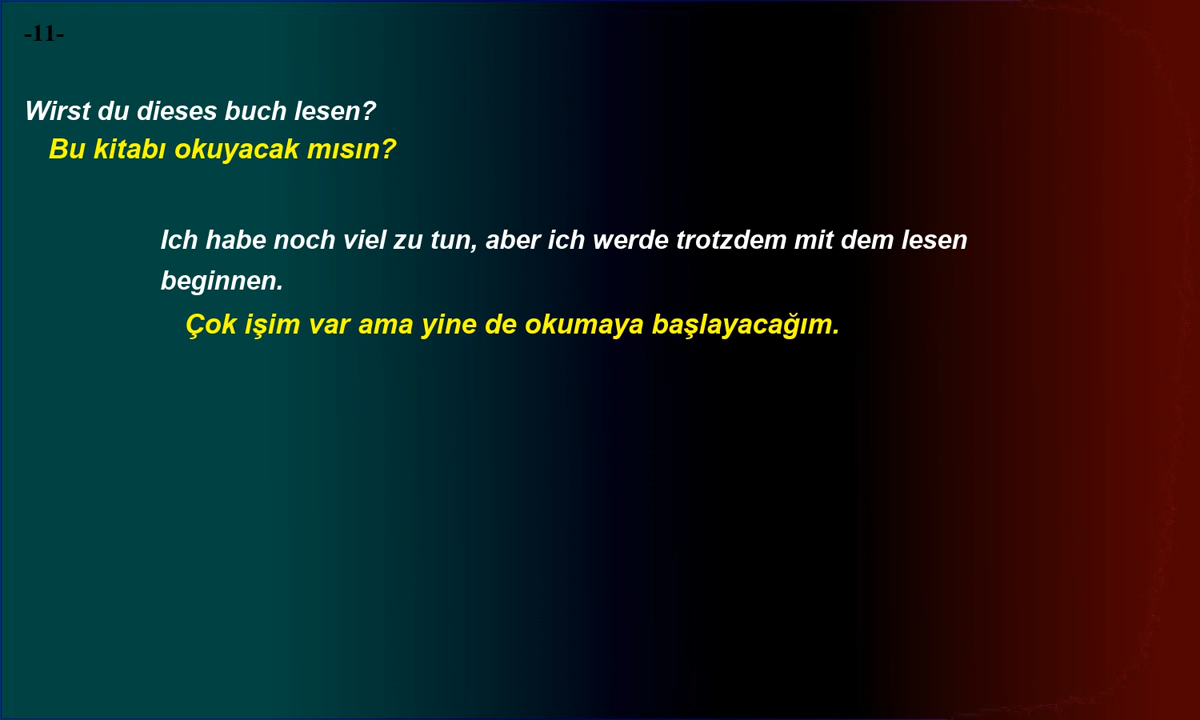 -11-
Wirst du dieses buch lesen?
Bu kitabı okuyacak mısın?
Ich habe noch viel zu tun, aber ich werde trotzdem mit dem lesen
beginnen.
Çok işim var ama yine de okumaya başlayacağım.